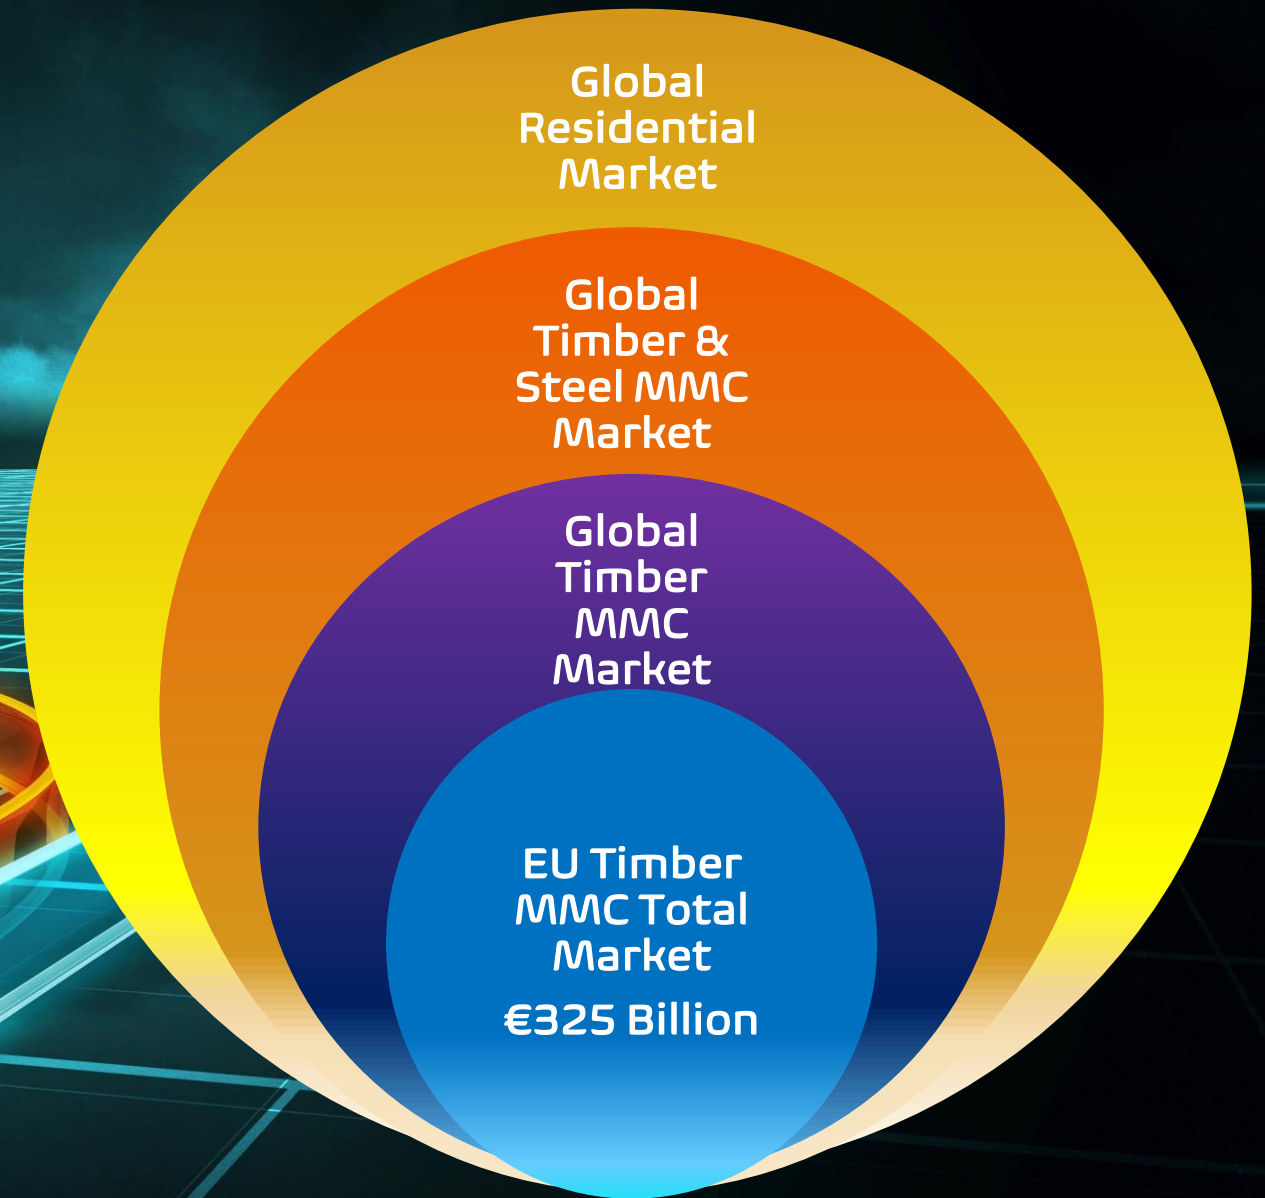 Global
Residential
Market
Global
Timber &
Steel MMC
Market
Global
Timber
MMC
Market
EU Timber
MMC Total
Market
€325 Billion